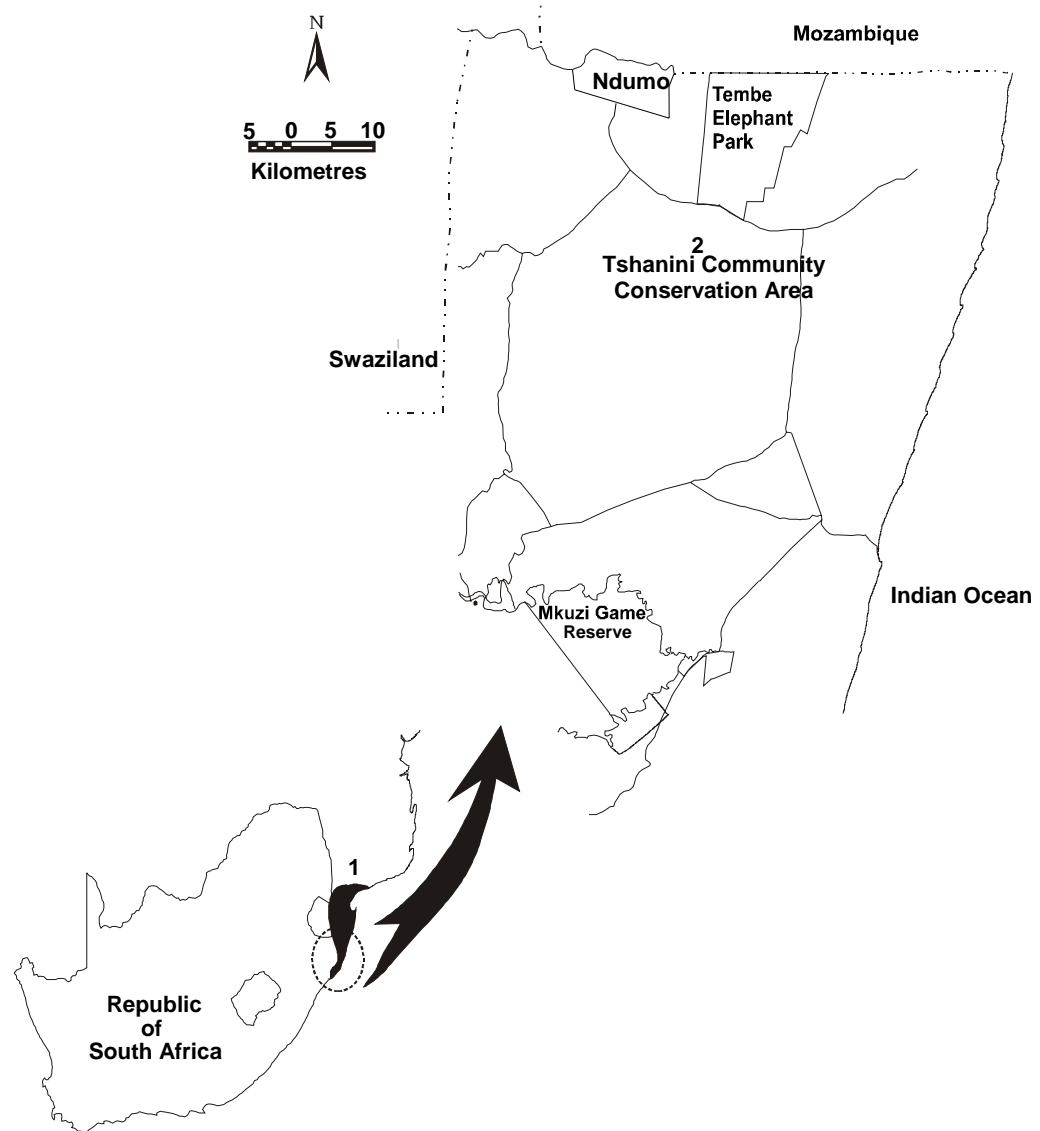 N
Mozambique
Ndumo
Tembe
Elephant
Park
5 0 5 10
Kilometres
2
Tshanini Community
Conservation Area
Swaziland
Indian Ocean
Mkuzi Game
Reserve
1
Republic
of
South Africa